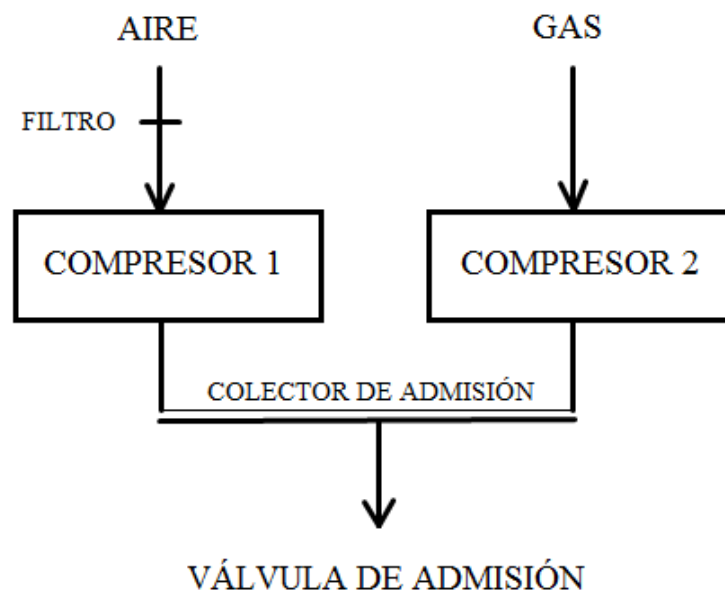 AIRE
GAS
FILTRO
COMPRESOR 1
COMPRESOR 2
COLECTOR DE ADMISIÓN
VÁLVULA DE ADMISIÓN